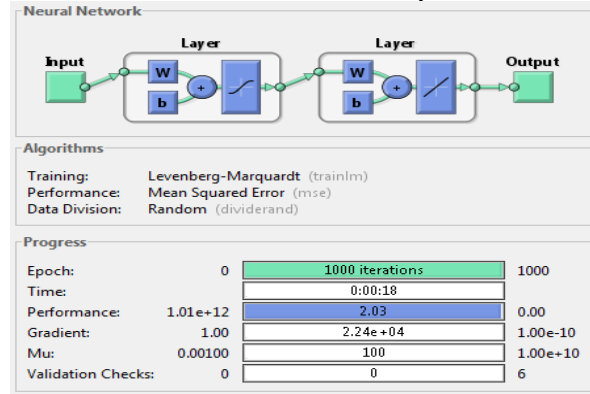 Neural Network
Layer Layer
Input Output
W W
+ +
b b
Algorithms
Training: Levenberg-Marquardt (trainlm)
Performance: Mean Squared Error (mse)
Data Division: Random (dividerand)
Progress
Epoch: 0 1000 iterations 1000
Time: 0:00:18
Performance: 1.01e+12 2.03 0.00
Gradient: 1.00 2.24e+04 1.00e-10
Mu: 0.00100 100 1.00e+10
Validation Checks: 0 0 6